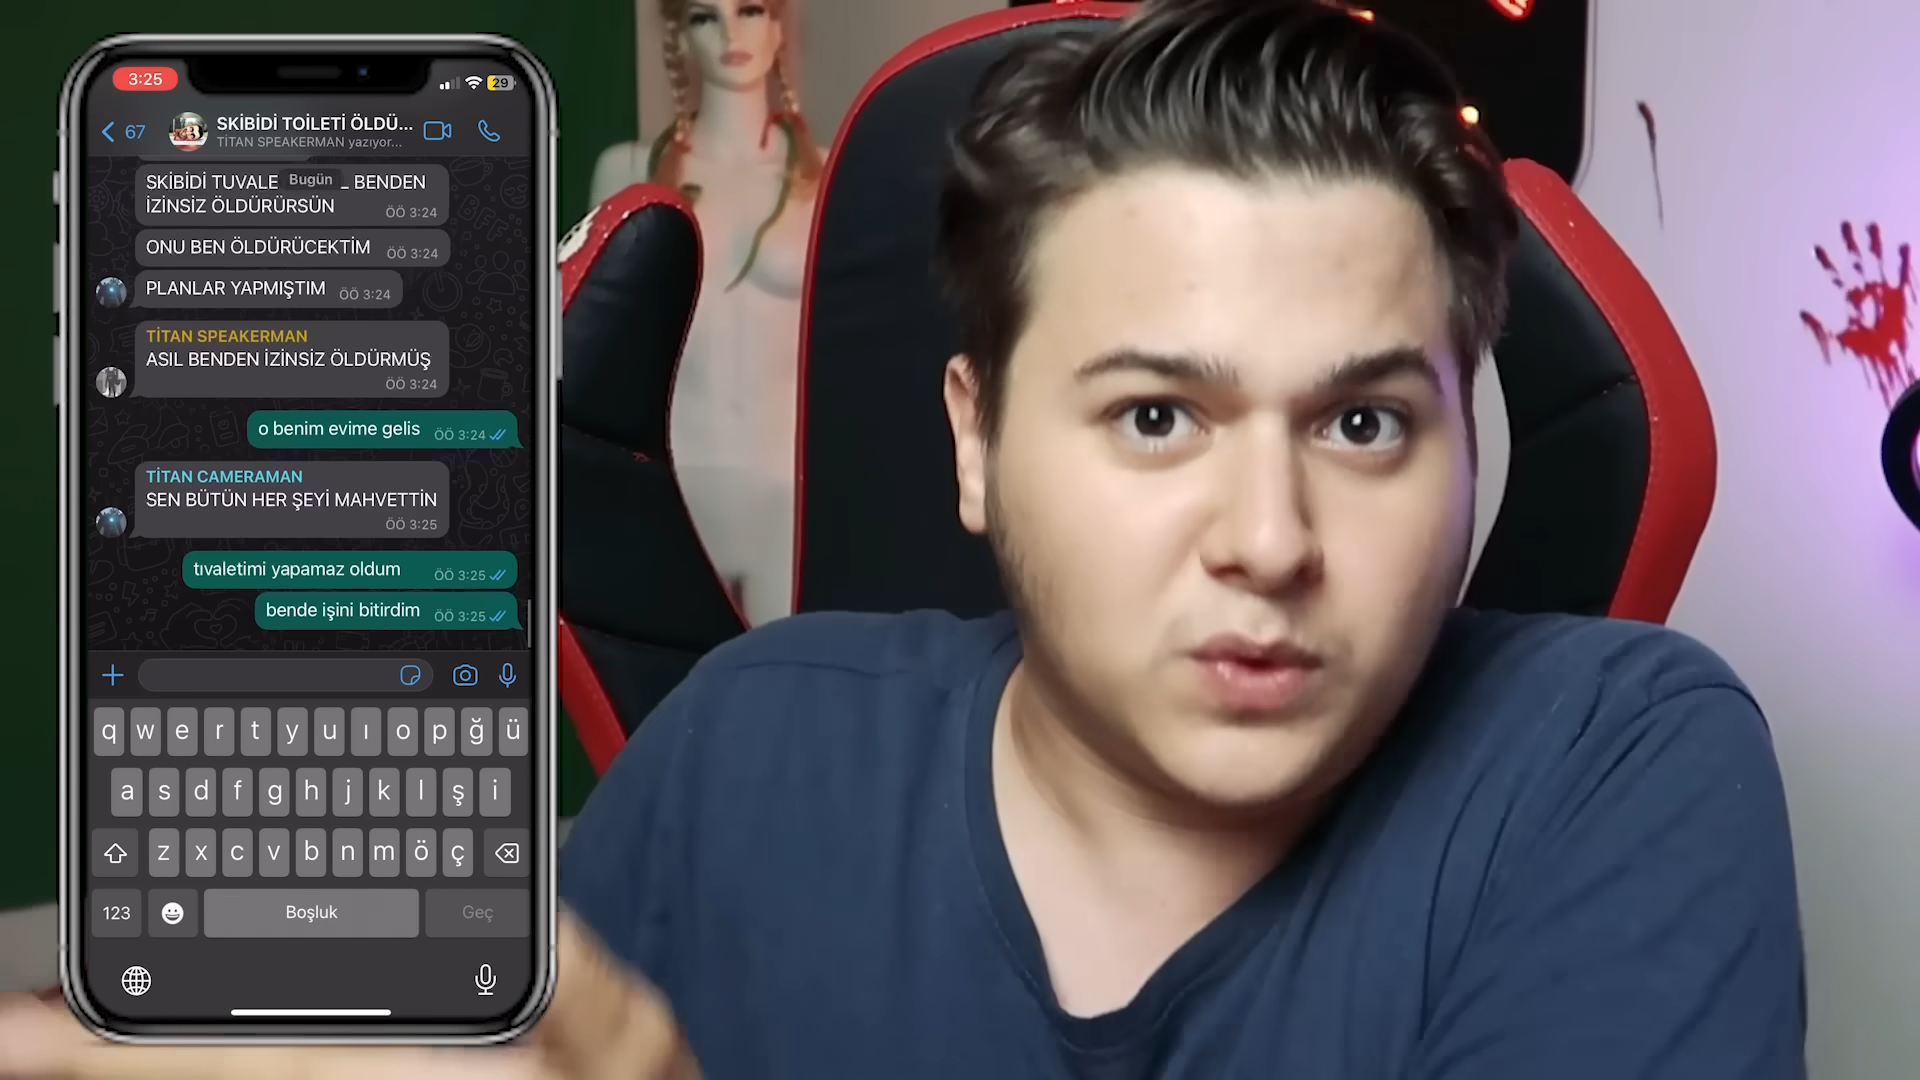 3:25
29
67
SKİBİDİ TOİLETİ ÖLDÜ...
TİTAN SPEAKERMAN yazıyor...
Bugün
SKİBİDİ TUVALE BENDEN
İZİNSİZ ÖLDÜRÜRSÜN
ÖÖ 3:24
ONU BEN ÖLDÜRÜCEKTİM
ÖÖ 3:24
PLANLAR YAPMIŞTIM
ÖÖ 3:24
TİTAN SPEAKERMAN
ASIL BENDEN İZİNSİZ ÖLDÜRMÜŞ
ÖÖ 3:24
o benim evime gelis
ÖÖ 3:24
TİTAN CAMERAMAN
SEN BÜTÜN HER ŞEYİ MAHVETTİN
ÖÖ 3:25
tıvaletimi yapamaz oldum
ÖÖ 3:25
bende işini bitirdim
ÖÖ 3:25
q w e r t y u ı o p ğ ü
a s d f g h j k l ş i
z x c v b n m ö ç
123
Boşluk
Geç